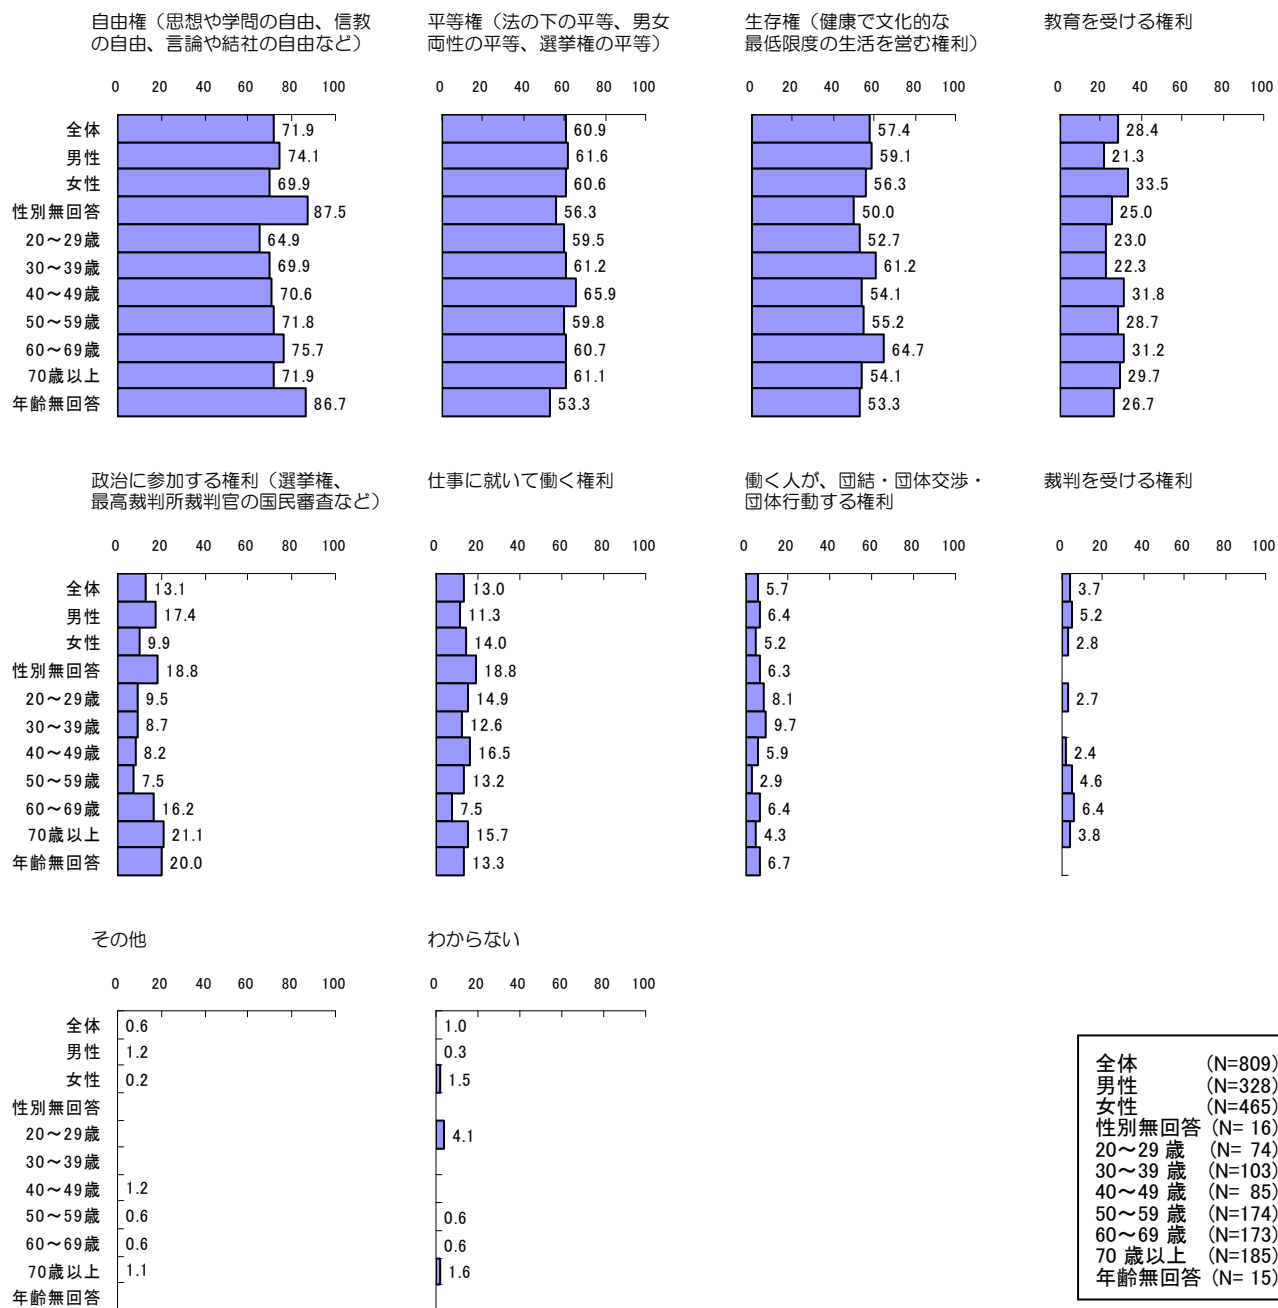 自由権（思想や学問の自由、信教
の自由、言論や結社の自由など）
平等権（法の下の平等、男女
両性の平等、選挙権の平等）
生存権（健康で文化的な
最低限度の生活を営む権利）
教育を受ける権利
0 20 40 60 80 100 0 20 40 60 80 100 0 20 40 60 80 100 0 20 40 60 80 100
全体 71.9 60.9 57.4 28.4
男性 74.1 61.6 59.1 21.3
女性 69.9 60.6 56.3 33.5
性別無回答 87.5 56.3 50.0 25.0
20～29歳 64.9 59.5 52.7 23.0
30～39歳 69.9 61.2 61.2 22.3
40～49歳 70.6 65.9 54.1 31.8
50～59歳 71.8 59.8 55.2 28.7
60～69歳 75.7 60.7 64.7 31.2
70歳以上 71.9 61.1 54.1 29.7
年齢無回答 86.7 53.3 53.3 26.7
政治に参加する権利（選挙権、
最高裁判所裁判官の国民審査など）
仕事に就いて働く権利
働く人が、団結・団体交渉・
団体行動する権利
裁判を受ける権利
0 20 40 60 80 100 0 20 40 60 80 100 0 20 40 60 80 100 0 20 40 60 80 100
全体 13.1 13.0 5.7 3.7
男性 17.4 11.3 6.4 5.2
女性 9.9 14.0 5.2 2.8
性別無回答 18.8 18.8 6.3
20～29歳 9.5 14.9 8.1 2.7
30～39歳 8.7 12.6 9.7
40～49歳 8.2 16.5 5.9 2.4
50～59歳 7.5 13.2 2.9 4.6
60～69歳 16.2 7.5 6.4 6.4
70歳以上 21.1 15.7 4.3 3.8
年齢無回答 20.0 13.3 6.7
その他
わからない
0 20 40 60 80 100 0 20 40 60 80 100
全体 0.6 1.0
男性 1.2 0.3
女性 0.2 1.5
性別無回答
20～29歳 4.1
30～39歳
40～49歳 1.2
50～59歳 0.6 0.6
60～69歳 0.6 0.6
70歳以上 1.1 1.6
年齢無回答
全体 (N=809)
男性 (N=328)
女性 (N=465)
性別無回答 (N= 16)
20～29 歳 (N= 74)
30～39 歳 (N=103)
40～49 歳 (N= 85)
50～59 歳 (N=174)
60～69 歳 (N=173)
70 歳以上 (N=185)
年齢無回答 (N= 15)